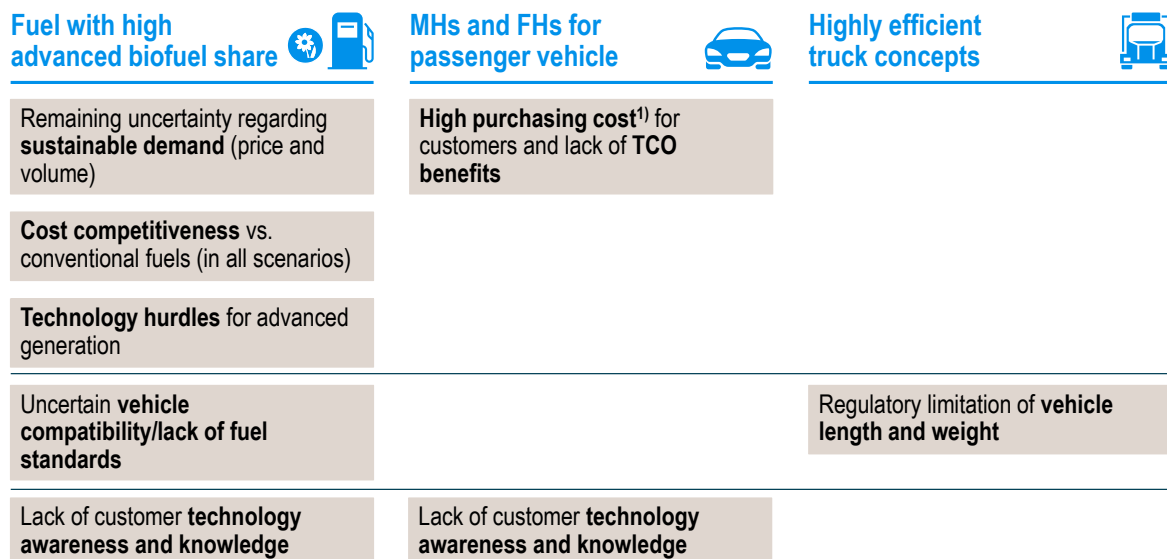 Fuel with high
advanced biofuel share
MHs and FHs for
passenger vehicle
Highly efficient
truck concepts
Remaining uncertainty regarding
sustainable demand (price and
volume)
High purchasing cost1) for
customers and lack of TCO
benefits
Cost competitiveness vs.
conventional fuels (in all scenarios)
Technology hurdles for advanced
generation
Uncertain vehicle
compatibility/lack of fuel
standards
Regulatory limitation of vehicle
length and weight
Lack of customer technology
awareness and knowledge
Lack of customer technology
awareness and knowledge